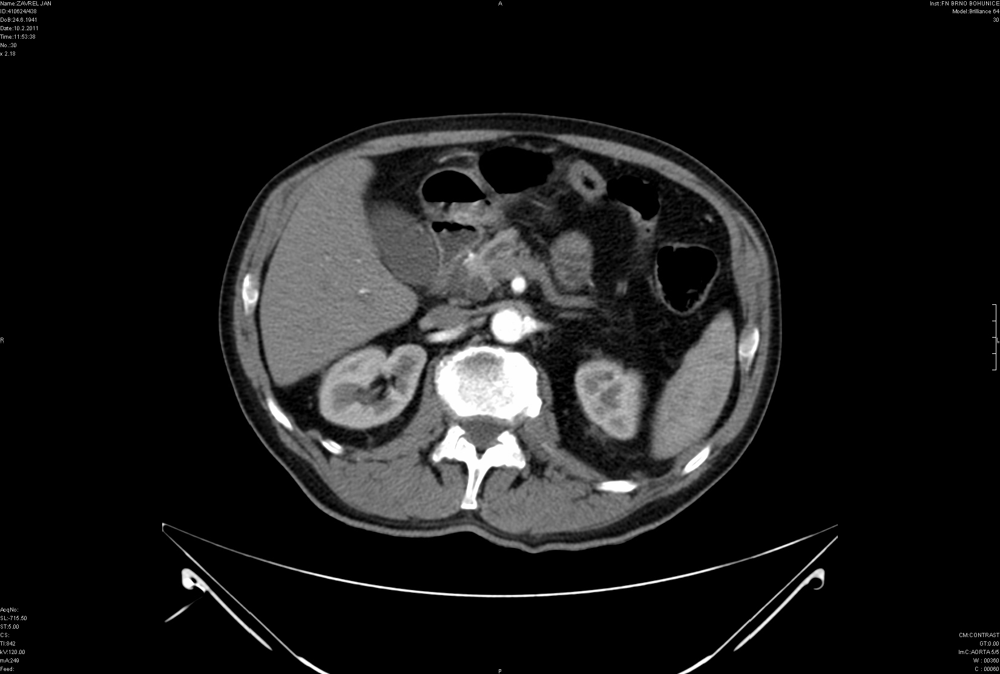 Name:ZAVREL JAN
ID:410624/438
DoB:24.6.1941
Date:10.2.2011
Time:11:53:38
No.:30
x 2.18
A
Inst:FN BRNO BOHUNICE
Model:Brilliance 64
30
R
L
AcqNo:
SL:-715.50
ST:5.00
CS:
TI:842
kV:120.00
mA:249
Feed:
P
CM:CONTRAST
GT:0.00
ImC:AORTA 5/5
W : 00360
C : 00060